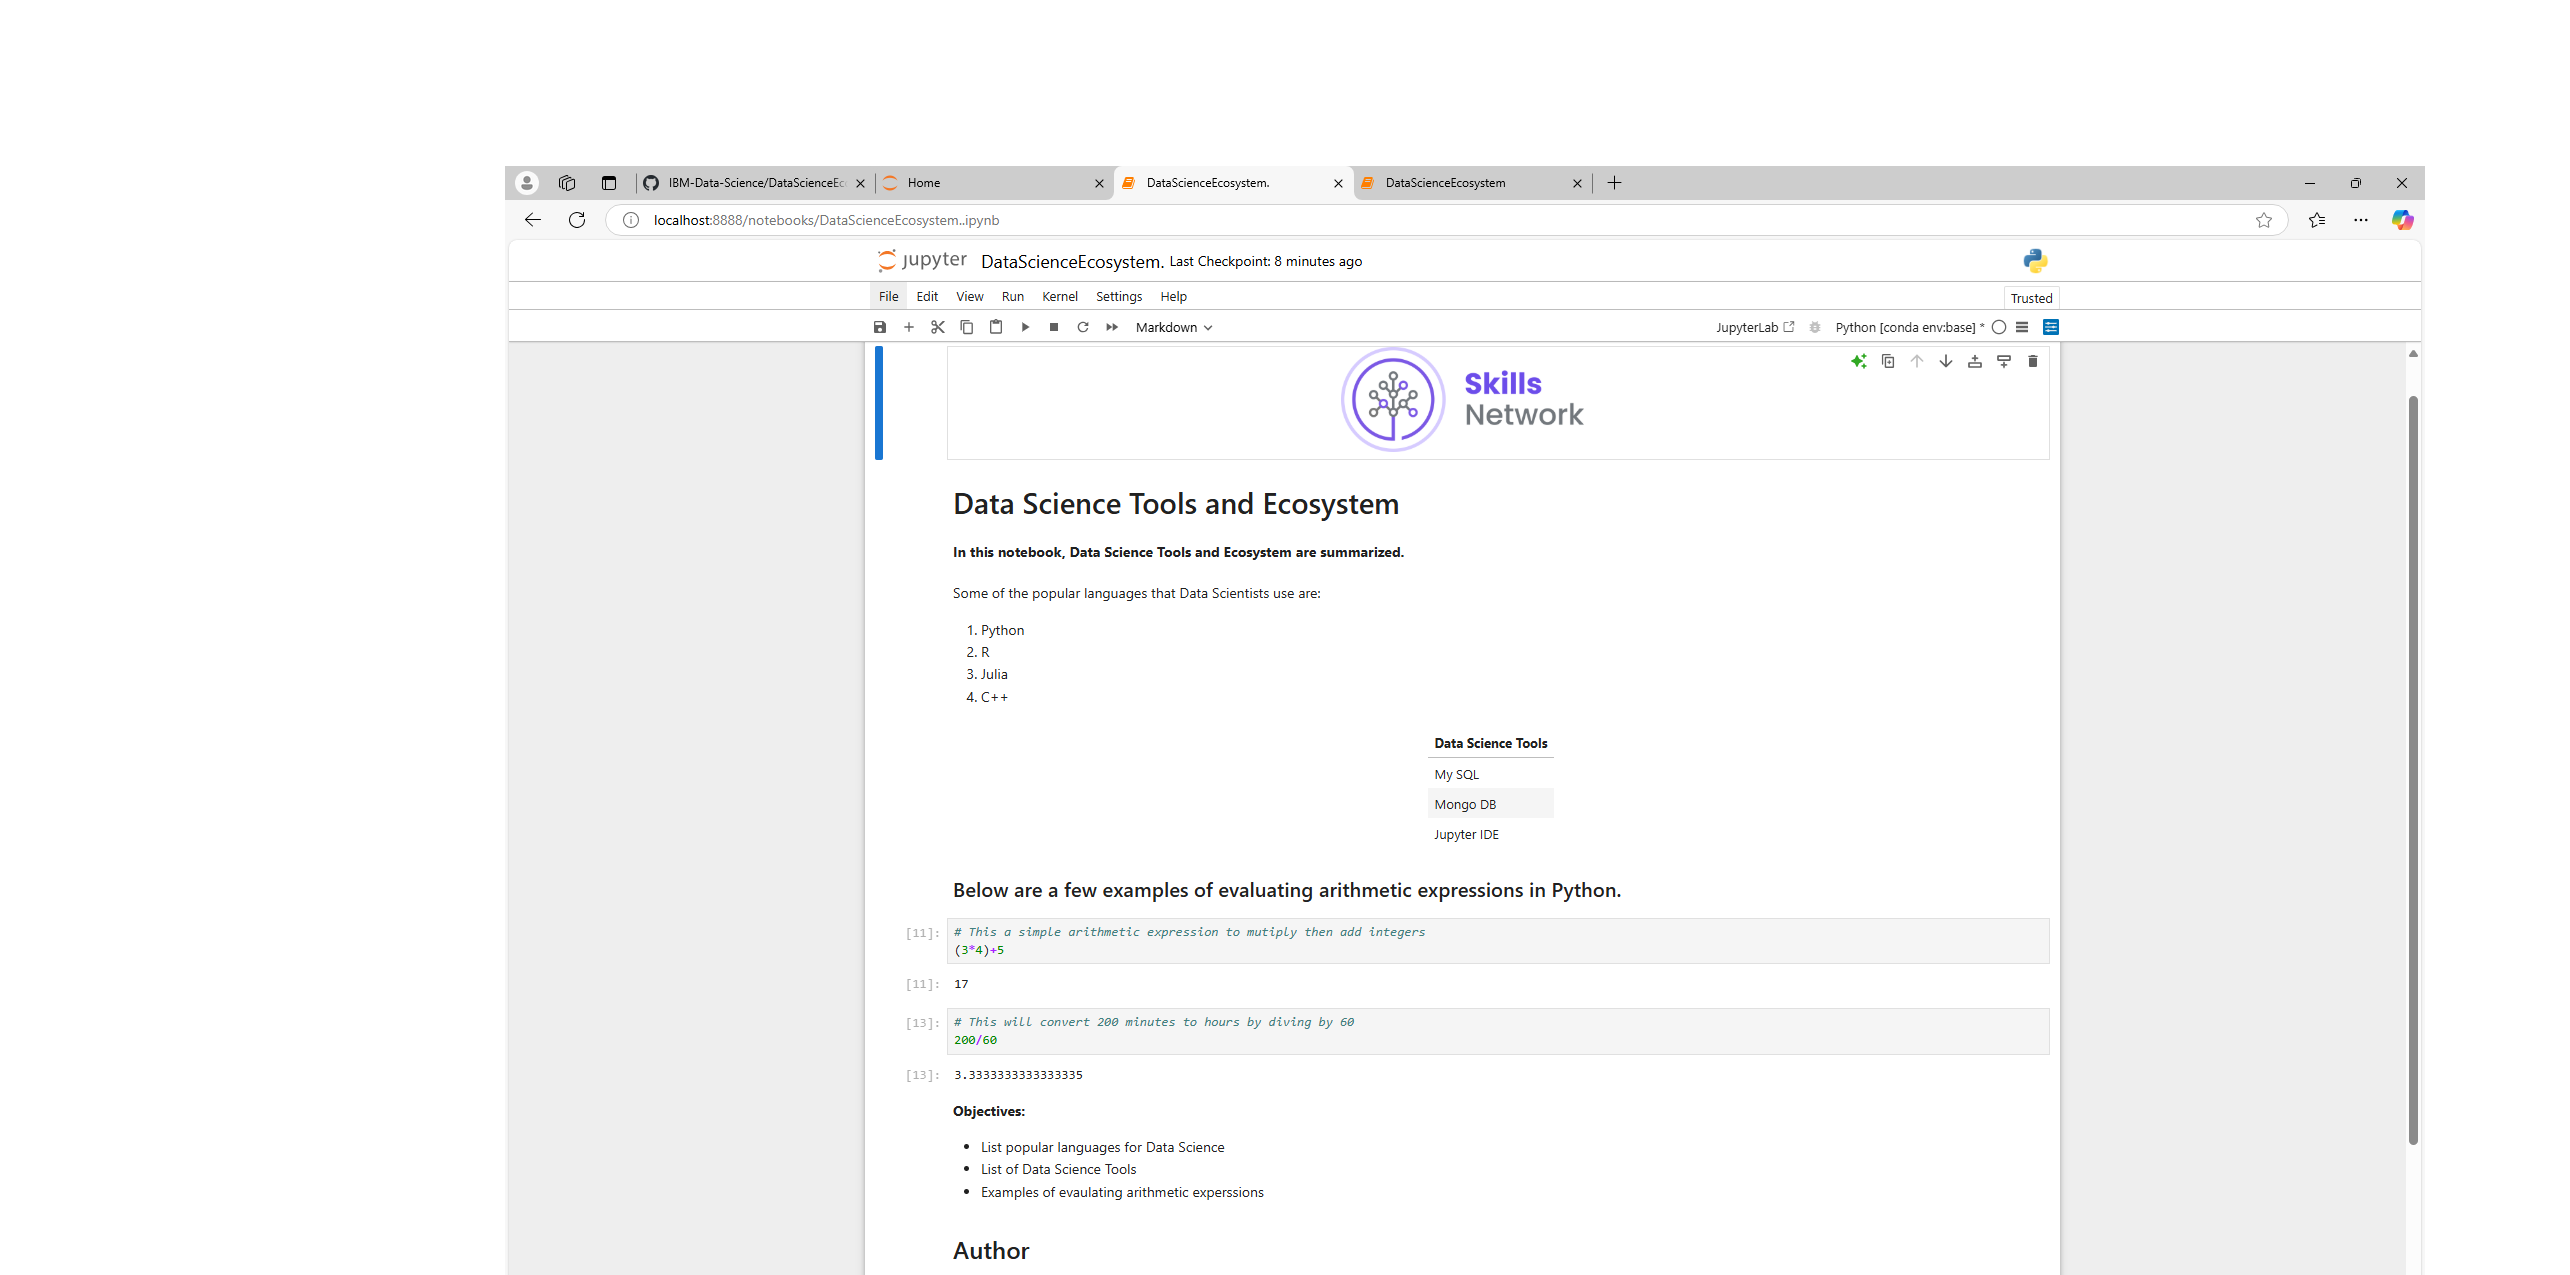 IBM-Data-Science/DataScienceEc
Home
DataScienceEcosystem.
DataScienceEcosystem
localhost:8888/notebooks/DataScienceEcosystem..ipynb
jupyter DataScienceEcosystem. Last Checkpoint: 8 minutes ago
File Edit View Run Kernel Settings Help
Trusted
Markdown
JupyterLab
Python [conda env:base] *
Skills
Network
Data Science Tools and Ecosystem
In this notebook, Data Science Tools and Ecosystem are summarized.
Some of the popular languages that Data Scientists use are:
1. Python
2. R
3. Julia
4. C++
Data Science Tools
My SQL
Mongo DB
Jupyter IDE
Below are a few examples of evaluating arithmetic expressions in Python.
[11]: # This a simple arithmetic expression to mutiply then add integers
(3*4)+5
[11]: 17
[13]: # This will convert 200 minutes to hours by diving by 60
200/60
[13]: 3.3333333333333335
Objectives:
• List popular languages for Data Science
• List of Data Science Tools
• Examples of evaulating arithmetic experssions
Author